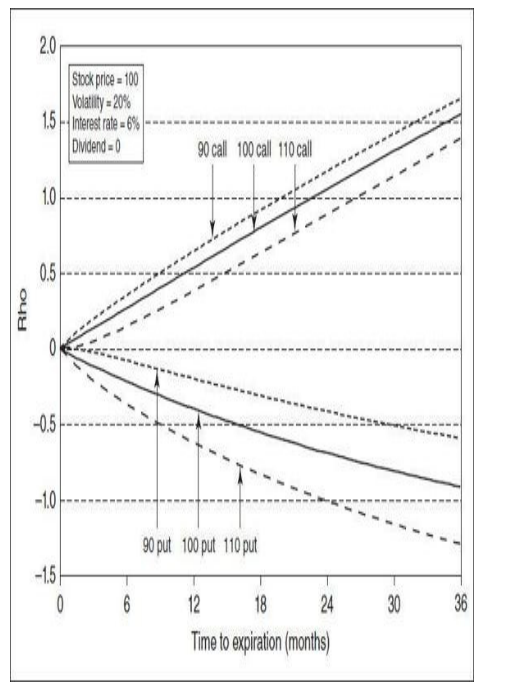 2.0
Stock price = 100
Volatility = 20%
Interest rate = 6%
Dividend = 0
1.5
90 call 100 call 110 call
1.0
0.5
Rho
0
–0.5
–1.0
90 put 100 put 110 put
–1.5
0 6 12 18 24 30 36
Time to expiration (months)